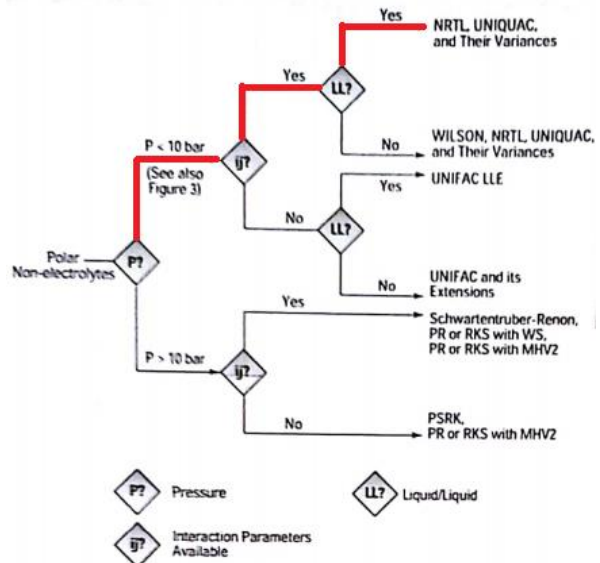 Yes
NRTL, UNIQUAC,
and Their Variances
Yes
LL?
P < 10 bar
(See also
Figure 3)
ij?
No
WILSON, NRTL, UNIQUAC,
and Their Variances
Yes
UNIFAC LLE
No
LL?
Polar
Non-electrolytes
P?
No
UNIFAC and its
Extensions
Yes
Schwartentruber-Renon,
PR or RKS with WS,
PR or RKS with MHV2
P > 10 bar
ij?
No
PSRK,
PR or RKS with MHV2
P?
Pressure
LL?
Liquid/Liquid
ij?
Interaction Parameters
Available